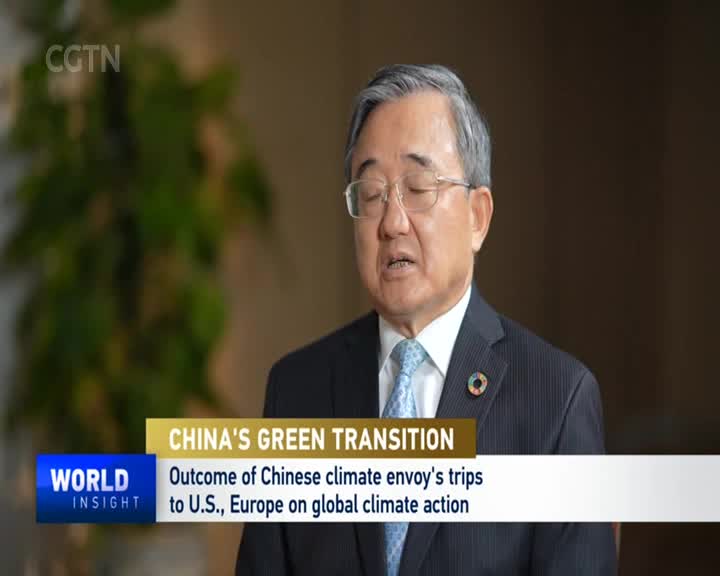 CGTN
CHINA'S GREEN TRANSITION
WORLD
INSIGHT
Outcome of Chinese climate envoy's trips
to U.S., Europe on global climate action